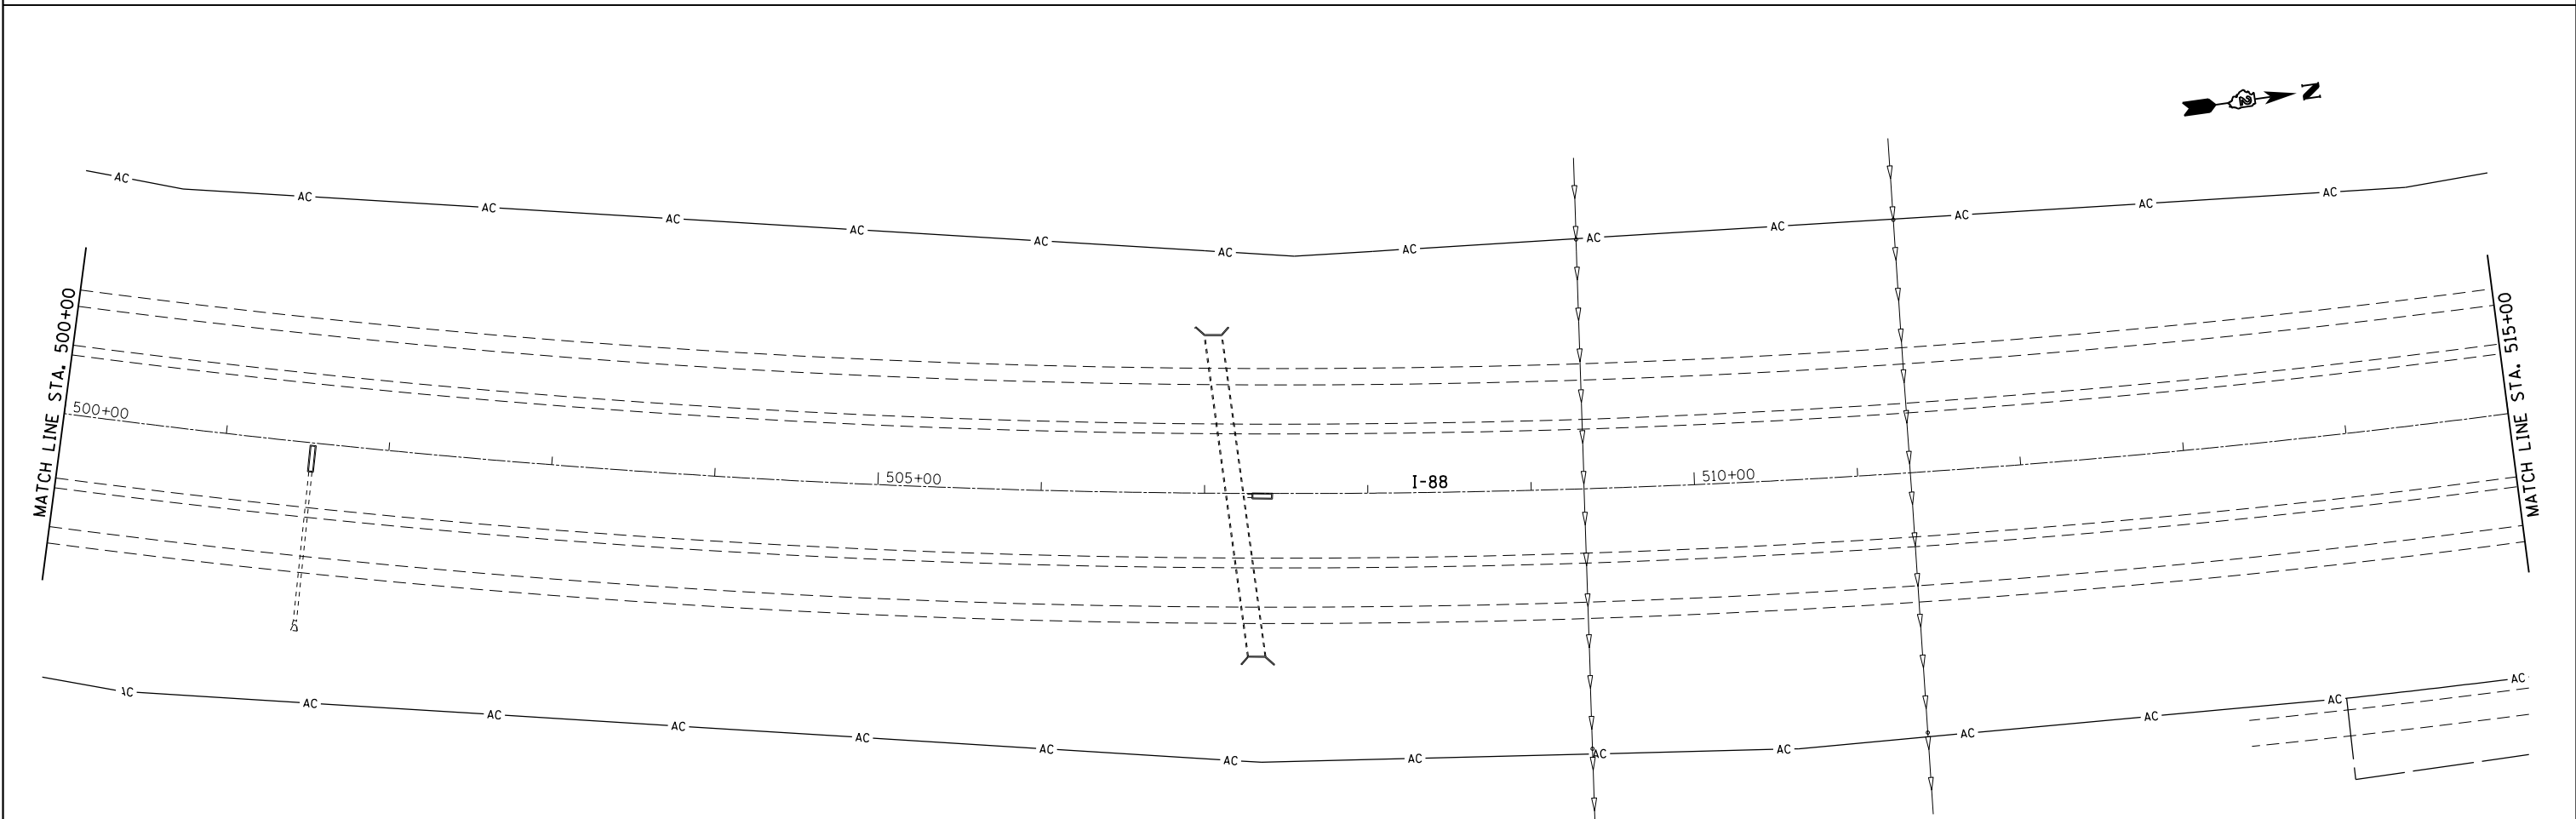 N
2
AC
AC AC AC AC AC AC AC AC AC AC AC AC
MATCH LINE STA. 500+00
500+00
505+00
I-88
510+00
MATCH LINE STA. 515+00
AC AC AC AC AC AC AC AC AC AC AC AC AC AC